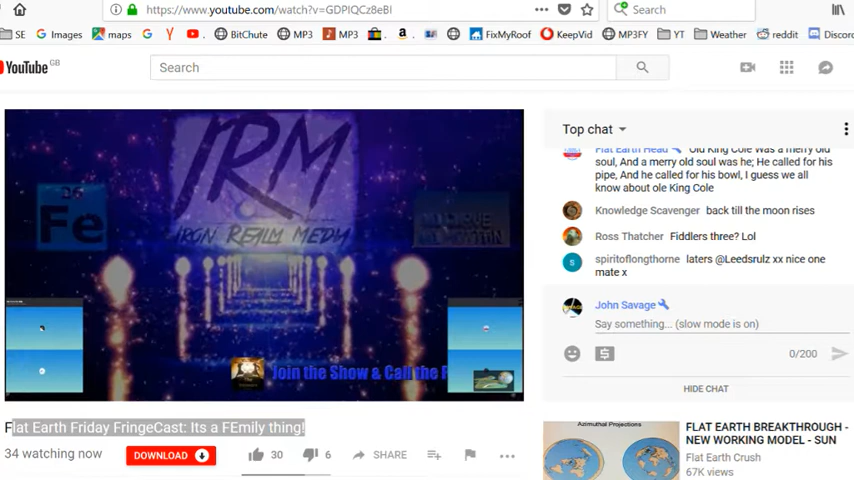 https://www.youtube.com/watch?v=GDPIQCz8eBI
Search
SE
Images
maps
BitChute
MP3
MP3
FixMyRoof
KeepVid
MP3FY
YT
Weather
reddit
Discord
YouTube GB
Search
JRM
IRON REALM MEDIA
26
Fe
Join the Show & Call the
Top chat
Flat Earth Head Old King Cole Was a merry old
soul, And a merry old soul was he; He called for his
pipe, And he called for his bowl, I guess we all
know about ole King Cole
Knowledge Scavenger back till the moon rises
Ross Thatcher Fiddlers three? Lol
spiritoflongthorne laters @Leedsrulz xx nice one
mate x
John Savage
Say something... (slow mode is on)
0/200
HIDE CHAT
Flat Earth Friday FringeCast: Its a FEmily thing!
34 watching now
DOWNLOAD
30
6
SHARE
Azimuthal Projections
FLAT EARTH BREAKTHROUGH -
NEW WORKING MODEL - SUN
Flat Earth Crush
67K views